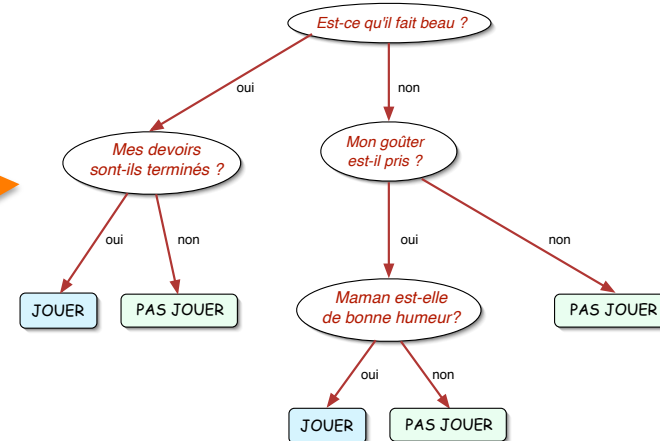 Est-ce qu'il fait beau ?
oui
non
Mes devoirs
sont-ils terminés ?
Mon goûter
est-il pris ?
oui
non
oui
non
JOUER
PAS JOUER
Maman est-elle
de bonne humeur?
PAS JOUER
oui
non
JOUER
PAS JOUER